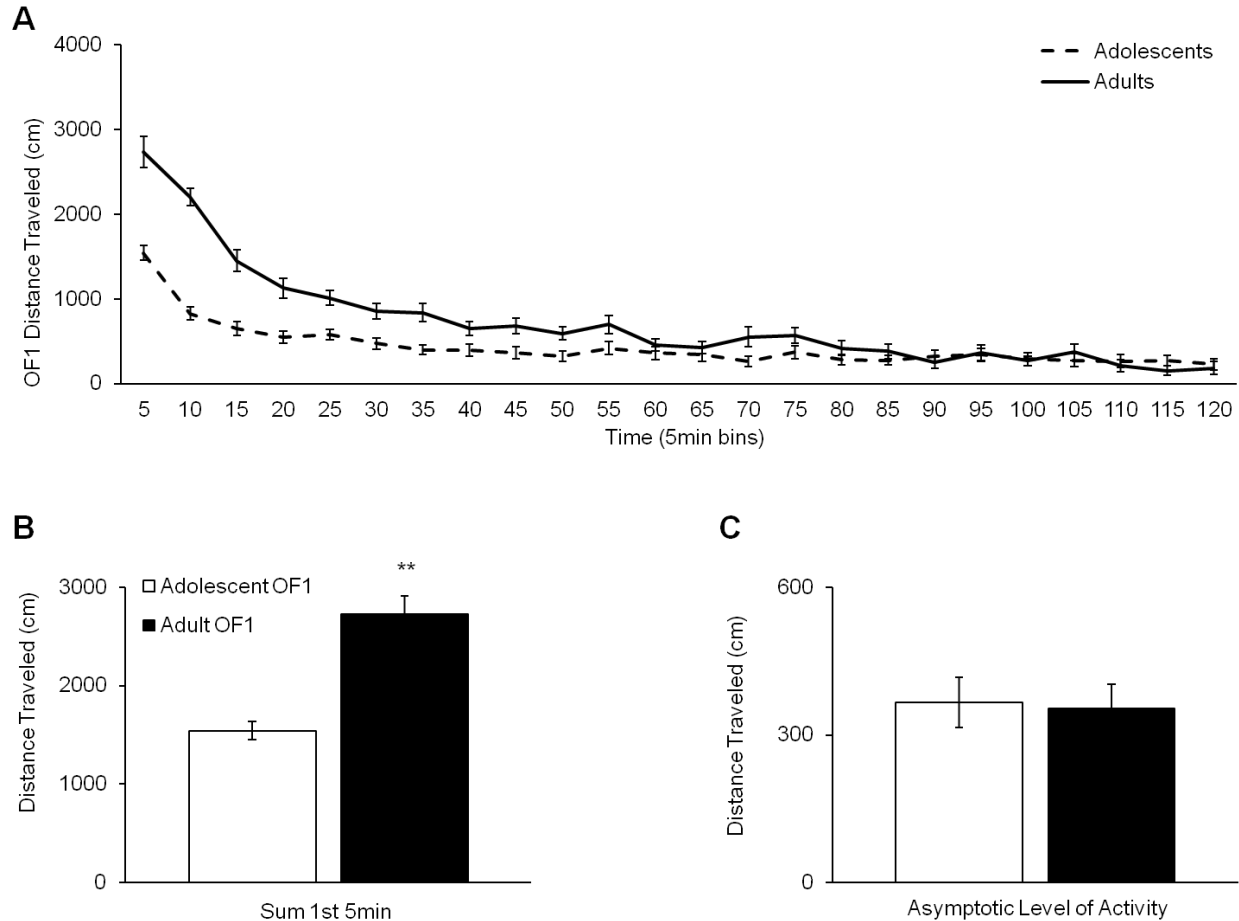 A
4000
3000
2000
1000
0
OF1 Distance Traveled (cm)
Adolescents
Adults
5 10 15 20 25 30 35 40 45 50 55 60 65 70 75 80 85 90 95 100 105 110 115 120
Time (5min bins)
B
3000
2000
1000
0
Distance Traveled (cm)
Adolescent OF1
Adult OF1
**
Sum 1st 5min
C
600
300
0
Distance Traveled (cm)
Asymptotic Level of Activity